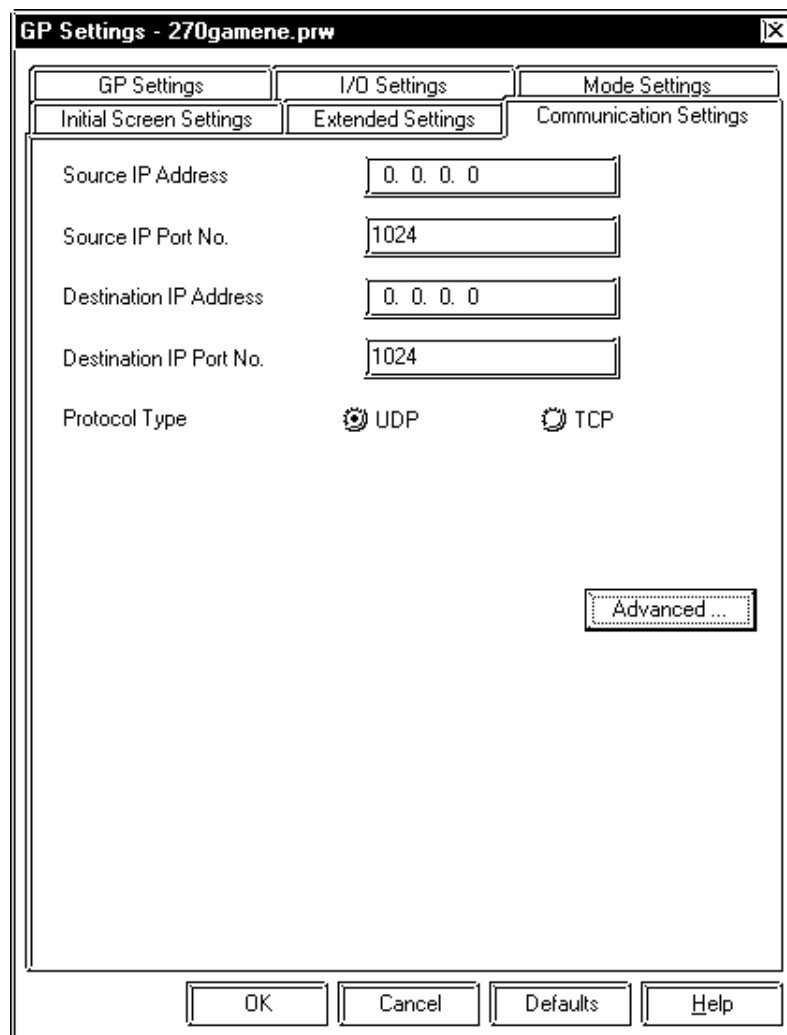 GP Settings - 270gamene.prw
GP Settings I/O Settings Mode Settings
Initial Screen Settings Extended Settings Communication Settings
Source IP Address 0. 0. 0. 0
Source IP Port No. 1024
Destination IP Address 0. 0. 0. 0
Destination IP Port No. 1024
Protocol Type UDP TCP
Advanced ...
OK Cancel Defaults Help